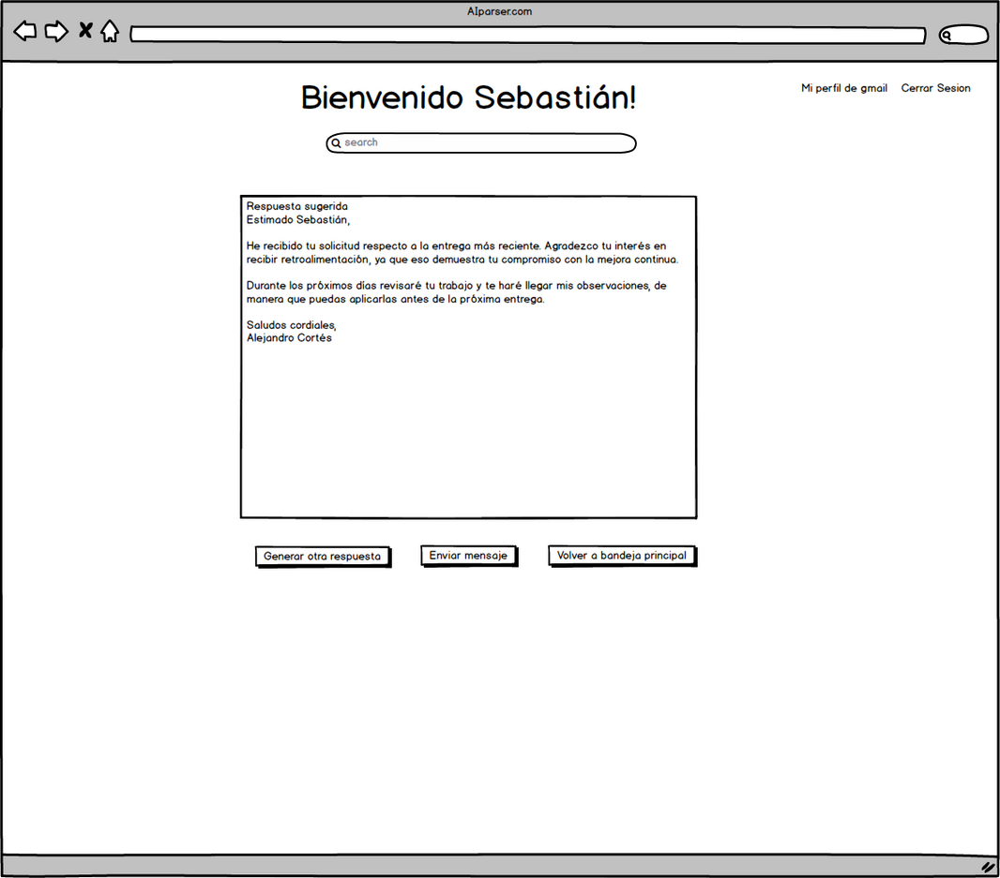 AIparser.com
Bienvenido Sebastián!
Mi perfil de gmail
Cerrar Sesion
search
Respuesta sugerida
Estimado Sebastián,
He recibido tu solicitud respecto a la entrega más reciente. Agradezco tu interés en
recibir retroalimentación, ya que eso demuestra tu compromiso con la mejora continua.
Durante los próximos días revisaré tu trabajo y te haré llegar mis observaciones, de
manera que puedas aplicarlas antes de la próxima entrega.
Saludos cordiales,
Alejandro Cortés
Generar otra respuesta
Enviar mensaje
Volver a bandeja principal